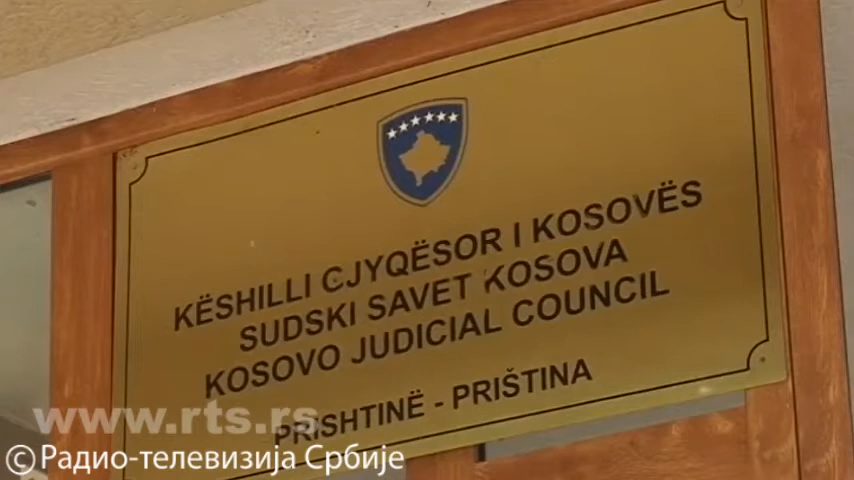 KËSHILLI GJYQËSOR I KOSOVËS
SUDSKI SAVET KOSOVA
KOSOVO JUDICIAL COUNCIL
PRISHTINË - PRIŠTINA
www.rts.rs
©Радио-телевизија Србије